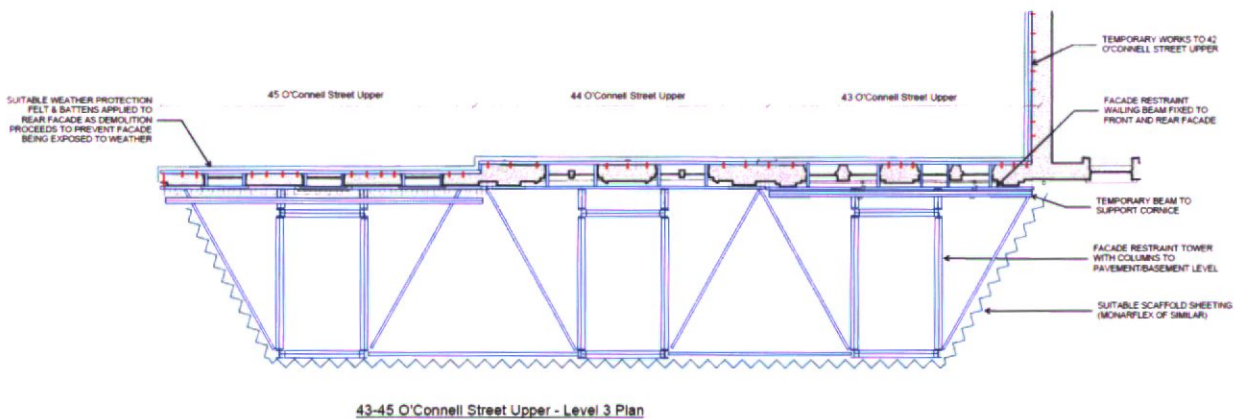 TEMPORARY WORKS TO 42
O'CONNELL STREET UPPER
45 O'Connell Street Upper
44 O'Connell Street Upper
43 O'Connell Street Upper
SUITABLE WEATHER PROTECTION
FELT & BATTENS APPLIED TO
REAR FACADE AS DEMOLITION
PROCEEDS TO PREVENT FACADE
BEING EXPOSED TO WEATHER
FACADE RESTRAINT
WAILING BEAM FIXED TO
FRONT AND REAR FACADE
TEMPORARY BEAM TO
SUPPORT CORNICE
FACADE RESTRAINT TOWER
WITH COLUMNS TO
PAVEMENT/BASEMENT LEVEL
SUITABLE SCAFFOLD SHEETING
(MONARFLEX OF SIMILAR)
43-45 O'Connell Street Upper - Level 3 Plan